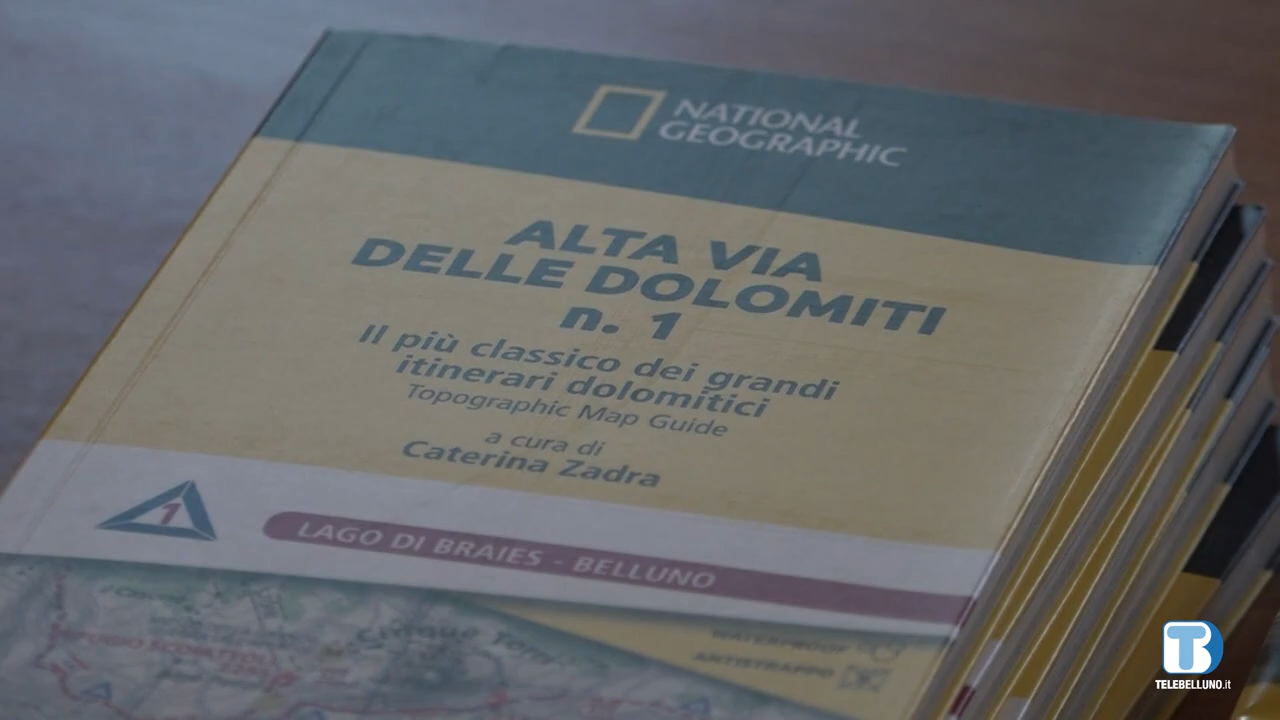 NATIONAL
GEOGRAPHIC
ALTA VIA
DELLE DOLOMITI
n. 1
Il più classico dei grandi
itinerari dolomitici
Topographic Map Guide
a cura di
Caterina Zadra
1
LAGO DI BRAIES - BELLUNO
WATERPROOF
ANTISTRAPPO
TELEBELLUNO.it